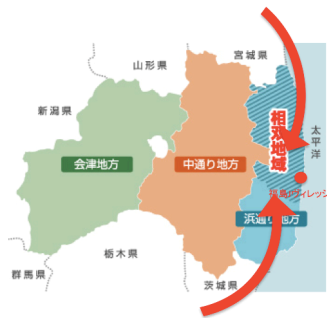 山形県
宮城県
新潟県
相双地域
太平洋
会津地方
中通り地方
浜通り地方
栃木県
群馬県
茨城県